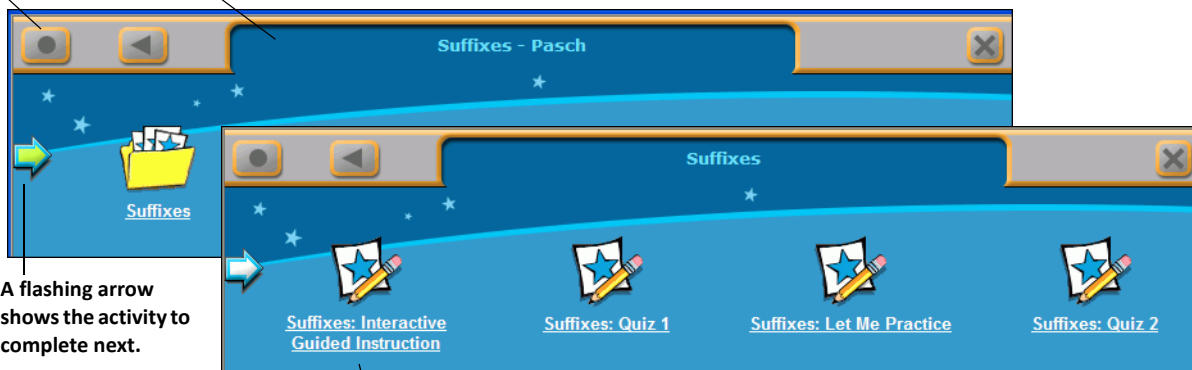 Suffixes - Pasch
Suffixes
Suffixes
A flashing arrow
shows the activity to
complete next.
Suffixes: Interactive
Guided Instruction
Suffixes: Quiz 1
Suffixes: Let Me Practice
Suffixes: Quiz 2